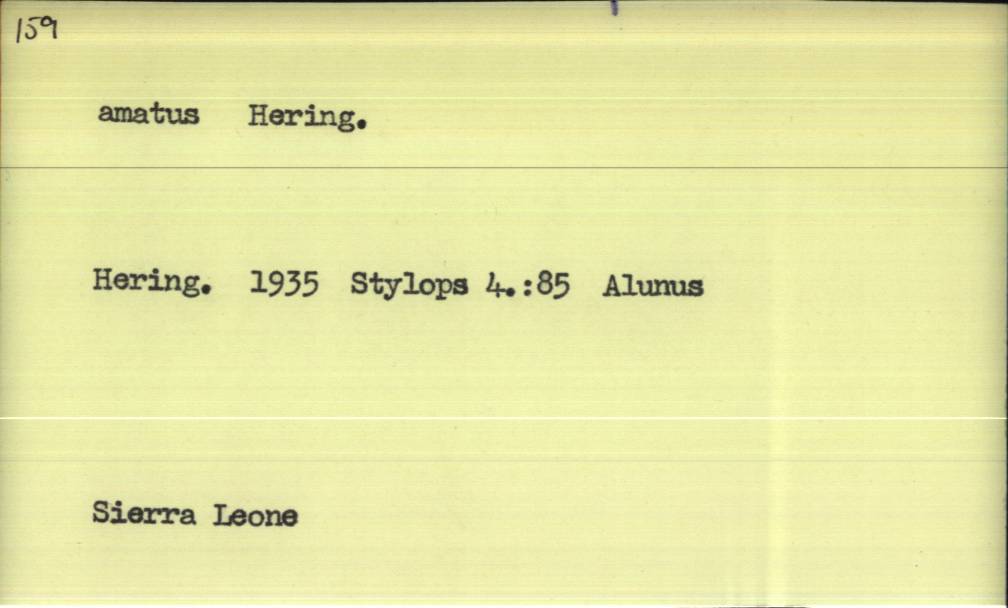 159
amatus Hering.
Hering. 1935 Stylops 4.:85 Alunus
Sierra Leone